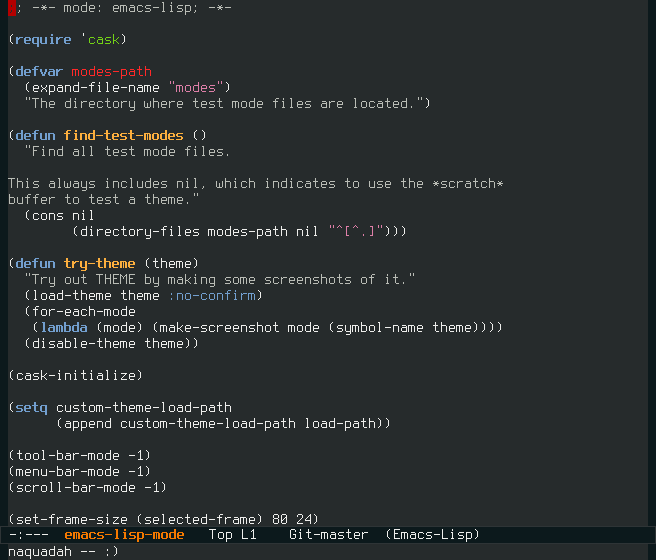 ; -*- mode: emacs-lisp; -*-

(require 'cask)

(defvar modes-path
  (expand-file-name "modes")
  "The directory where test mode files are located.")

(defun find-test-modes ()
  "Find all test mode files.

This always includes nil, which indicates to use the *scratch*
buffer to test a theme."
  (cons nil
        (directory-files modes-path nil "^[^.]")))

(defun try-theme (theme)
  "Try out THEME by making some screenshots of it."
  (load-theme theme :no-confirm)
  (for-each-mode
   (lambda (mode) (make-screenshot mode (symbol-name theme))))
  (disable-theme theme))

(cask-initialize)

(setq custom-theme-load-path
      (append custom-theme-load-path load-path))

(tool-bar-mode -1)
(menu-bar-mode -1)
(scroll-bar-mode -1)

(set-frame-size (selected-frame) 80 24)
-:---  emacs-lisp-mode   Top L1    Git-master  (Emacs-Lisp)
naquadah -- :)